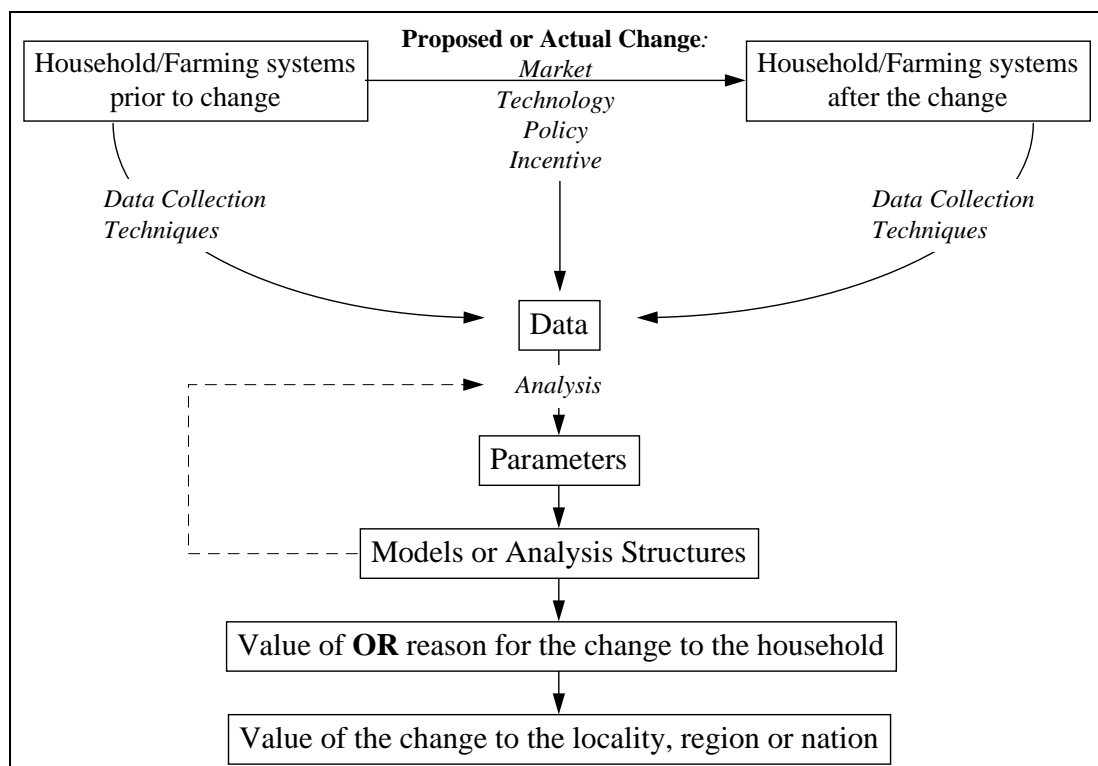 Proposed or Actual Change:
Household/Farming systems
prior to change
Market
Technology
Policy
Incentive
Household/Farming systems
after the change
Data Collection
Techniques
Data Collection
Techniques
Data
Analysis
Parameters
Models or Analysis Structures
Value of OR reason for the change to the household
Value of the change to the locality, region or nation